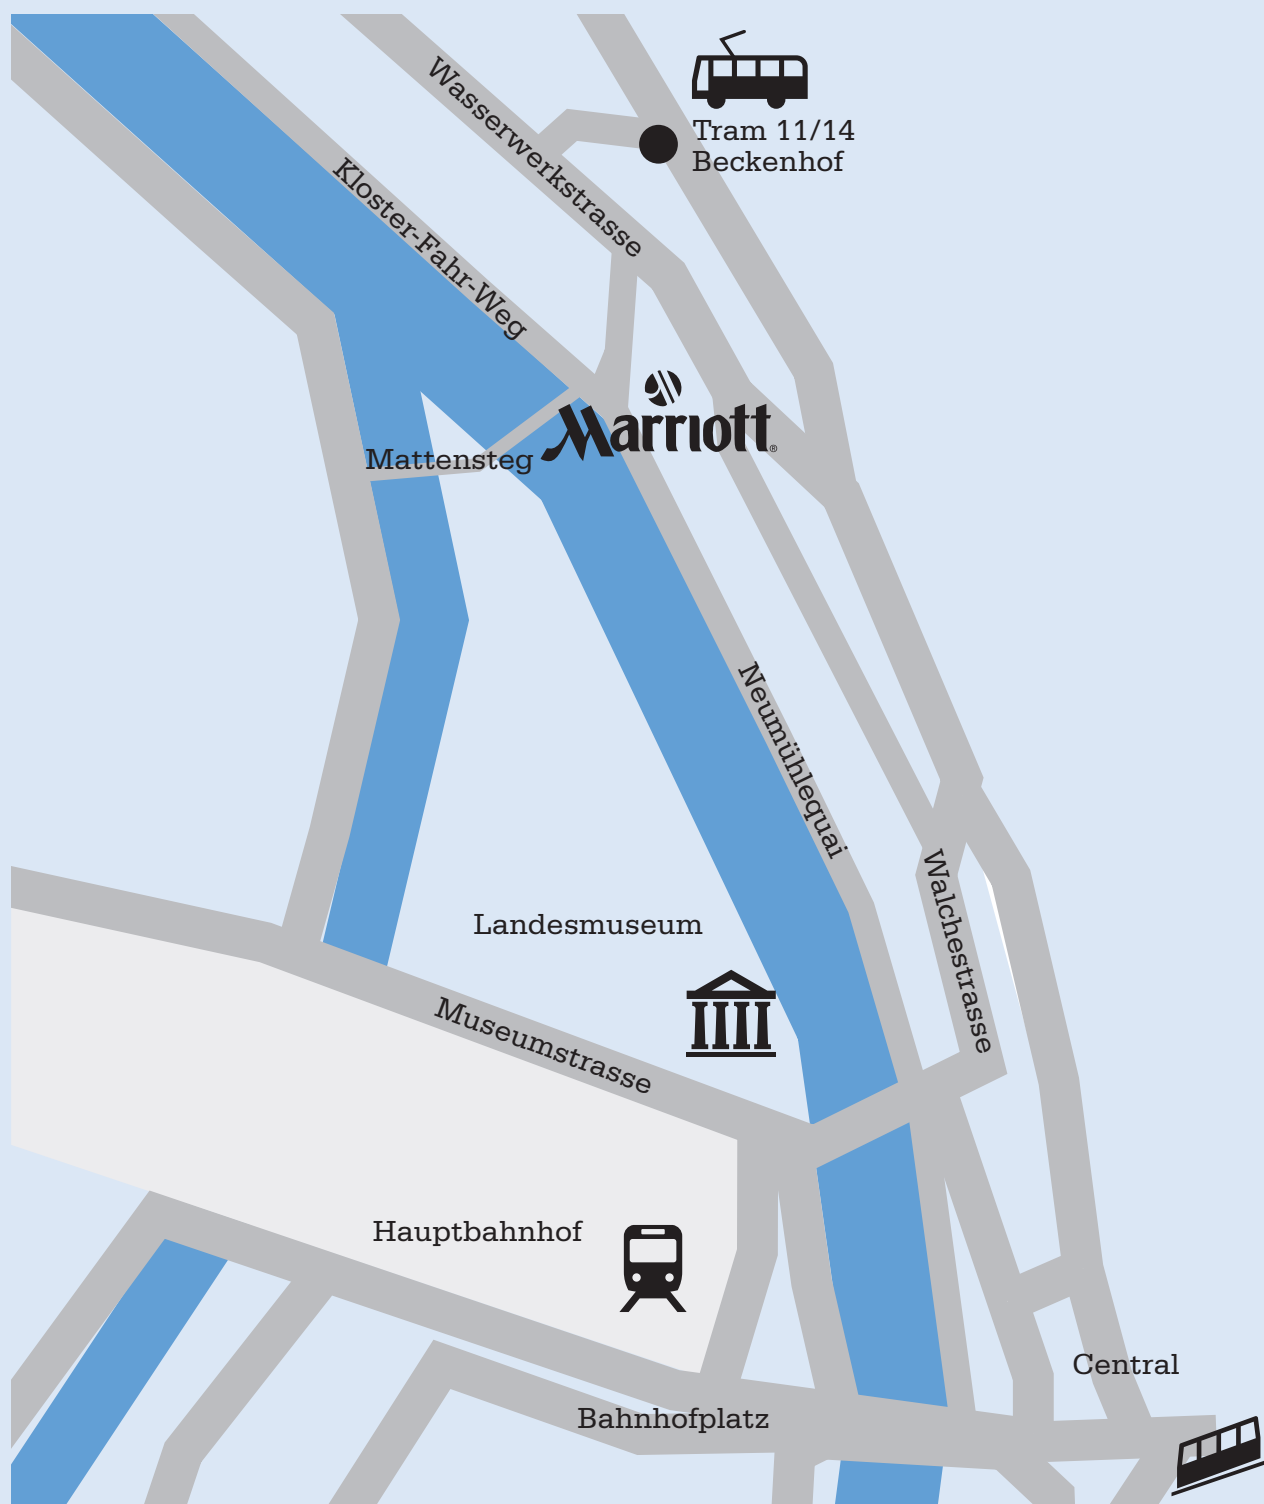 Wasserwerkstrasse
Tram 11/14
Beckenhof
Kloster-Fahr-Weg
Marriott®
Mattensteg
Neumühlequai
Walchestrasse
Landesmuseum
Museumstrasse
Hauptbahnhof
Central
Bahnhofplatz